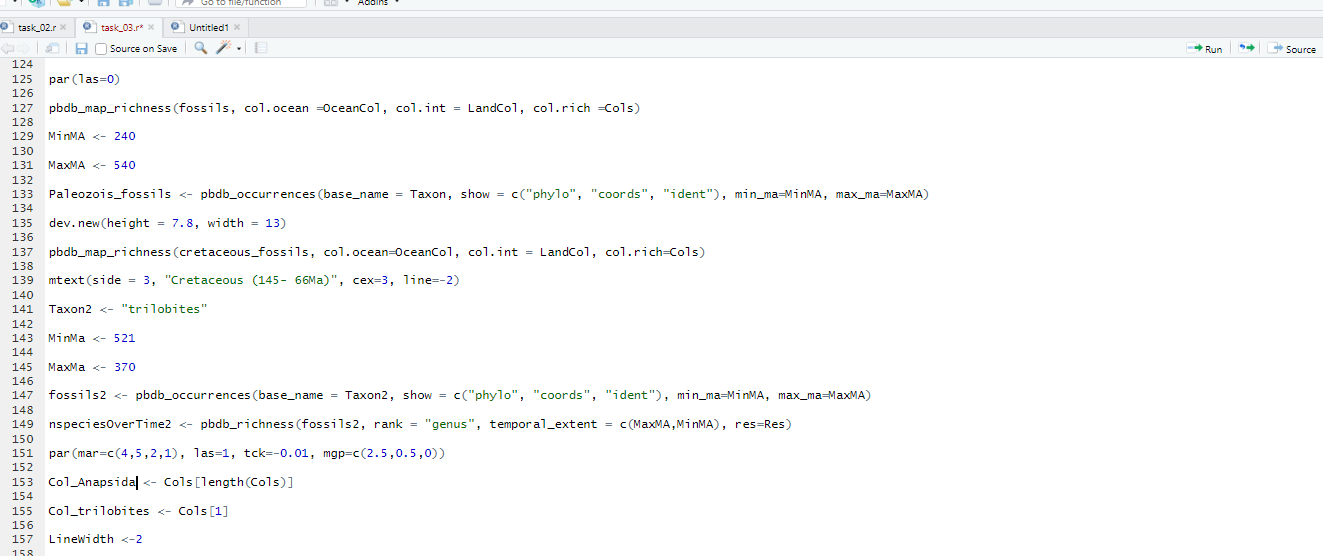 Go to file/function
Addins
task_02.r
task_03.r*
Untitled1
Source on Save
Run
Source
124
125 par(las=0)
126
127 pbdb_map_richness(fossils, col.ocean =OceanCol, col.int = LandCol, col.rich =Cols)
128
129 MinMA <- 240
130
131 MaxMA <- 540
132
133 Paleozois_fossils <- pbdb_occurrences(base_name = Taxon, show = c("phylo", "coords", "ident"), min_ma=MinMA, max_ma=MaxMA)
134
135 dev.new(height = 7.8, width = 13)
136
137 pbdb_map_richness(cretaceous_fossils, col.ocean=OceanCol, col.int = LandCol, col.rich=Cols)
138
139 mtext(side = 3, "Cretaceous (145- 66Ma)", cex=3, line=-2)
140
141 Taxon2 <- "trilobites"
142
143 MinMa <- 521
144
145 MaxMa <- 370
146
147 fossils2 <- pbdb_occurrences(base_name = Taxon2, show = c("phylo", "coords", "ident"), min_ma=MinMA, max_ma=MaxMA)
148
149 nspeciesOverTime2 <- pbdb_richness(fossils2, rank = "genus", temporal_extent = c(MaxMA,MinMA), res=Res)
150
151 par(mar=c(4,5,2,1), las=1, tck=-0.01, mgp=c(2.5,0.5,0))
152
153 Col_Anapsida <- Cols[length(Cols)]
154
155 Col_trilobites <- Cols[1]
156
157 LineWidth <-2
158